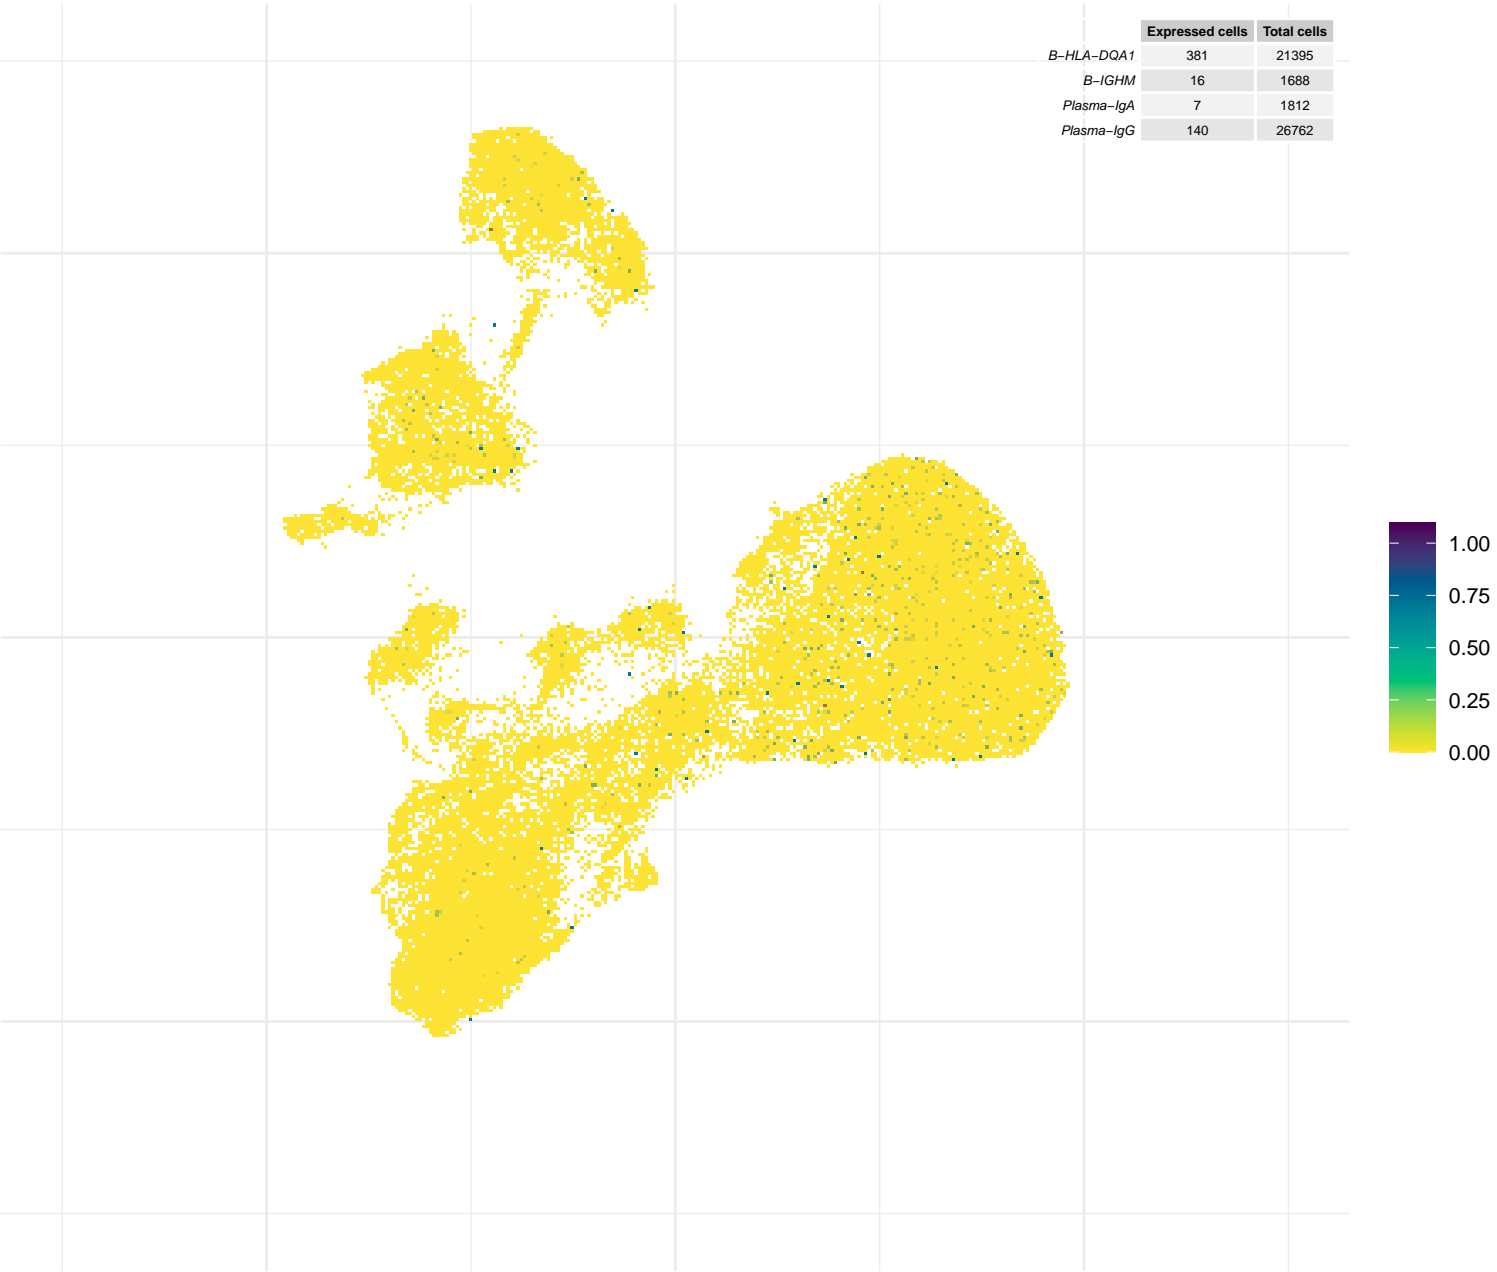 Expressed cells Total cells
B−HLA−DQA1 381 21395
B−IGHM 16 1688
Plasma−IgA 7 1812
Plasma−IgG 140 26762
1.00
0.75
0.50
0.25
0.00